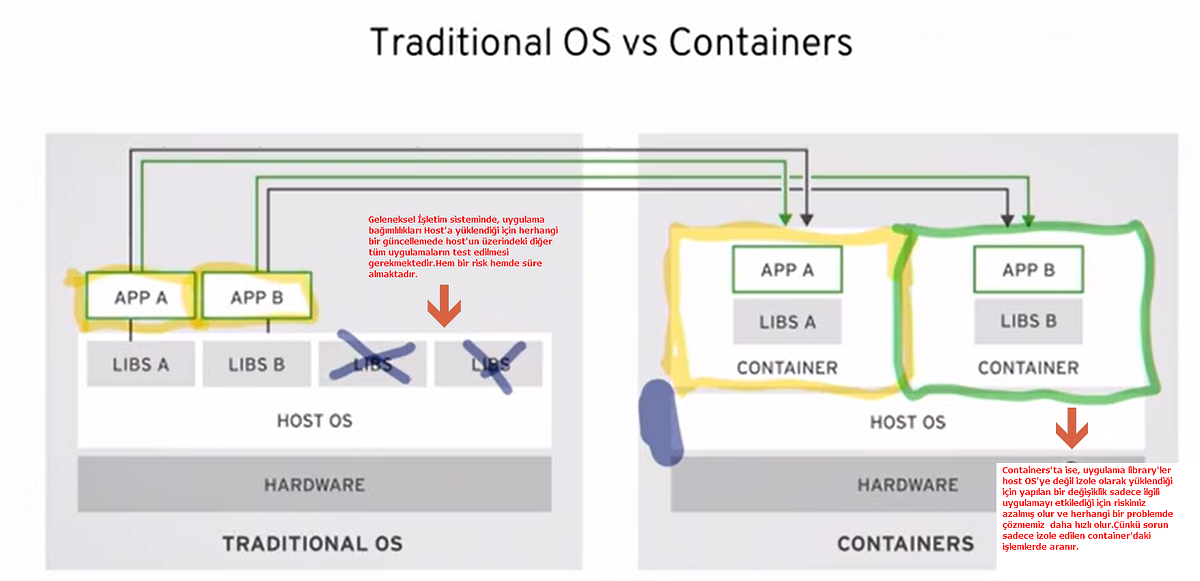 Traditional OS vs Containers
Geleneksel İşletim sisteminde, uygulama
bağımlılıkları Host'a yüklendiği için herhangi
bir güncellemede host'un üzerindeki diğer
tüm uygulamaların test edilmesi
gerekmektedir.Hem bir risk hemde süre
almaktadır.
APP A
APP B
LIBS A
LIBS B
LIBS
LIBS
HOST OS
HARDWARE
TRADITIONAL OS
APP A
LIBS A
CONTAINER
APP B
LIBS B
CONTAINER
HOST OS
HARDWARE
CONTAINERS
Containers'ta ise, uygulama library'ler
host OS'ye değil izole olarak yüklendiği
için yapılan bir değişiklik sadece ilgili
uygulamayı etkilediği için riskimiz
azalmış olur ve herhangi bir problemde
çözmemiz daha hızlı olur.Çünkü sorun
sadece izole edilen container'daki
işlemlerde aranır.